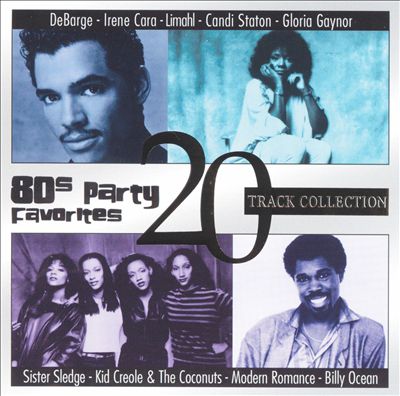 DeBarge - Irene Cara - Limahl - Candi Staton - Gloria Gaynor
80s Party
Favorites
20
TRACK COLLECTION
Sister Sledge - Kid Creole & The Coconuts - Modern Romance - Billy Ocean